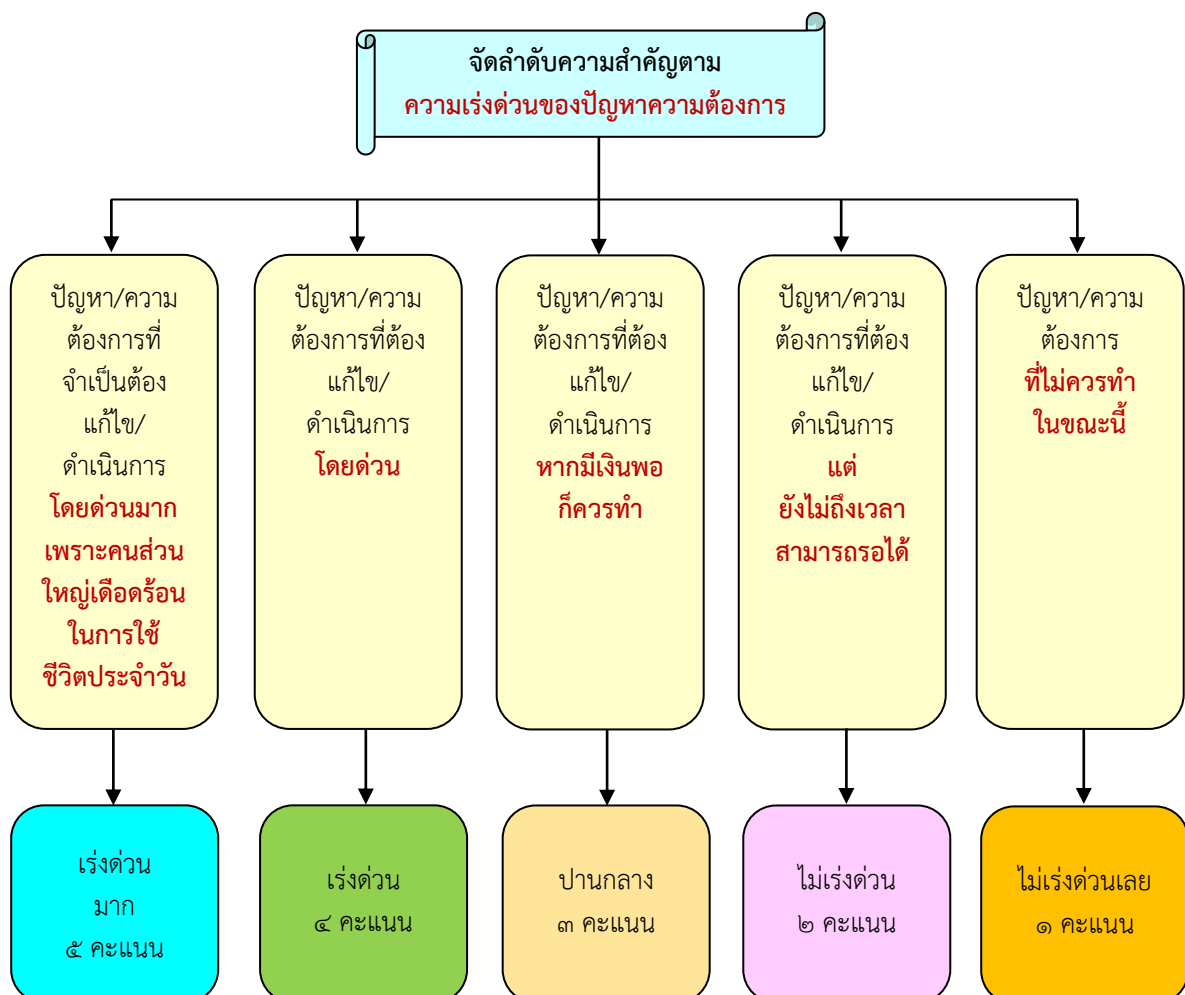 จัดลำดับความสำคัญตาม
ความเร่งด่วนของปัญหาความต้องการ
ปัญหา/ความ
ต้องการที่
จำเป็นต้อง
แก้ไข/
ดำเนินการ
โดยด่วนมาก
เพราะคนส่วน
ใหญ่เดือดร้อน
ในการใช้
ชีวิตประจำวัน
ปัญหา/ความ
ต้องการที่ต้อง
แก้ไข/
ดำเนินการ
โดยด่วน
ปัญหา/ความ
ต้องการที่ต้อง
แก้ไข/
ดำเนินการ
หากมีเงินพอ
ก็ควรทำ
ปัญหา/ความ
ต้องการที่ต้อง
แก้ไข/
ดำเนินการ
แต่
ยังไม่ถึงเวลา
สามารถรอได้
ปัญหา/ความ
ต้องการ
ที่ไม่ควรทำ
ในขณะนี้
เร่งด่วน
มาก
๕ คะแนน
เร่งด่วน
๔ คะแนน
ปานกลาง
๓ คะแนน
ไม่เร่งด่วน
๒ คะแนน
ไม่เร่งด่วนเลย
๑ คะแนน